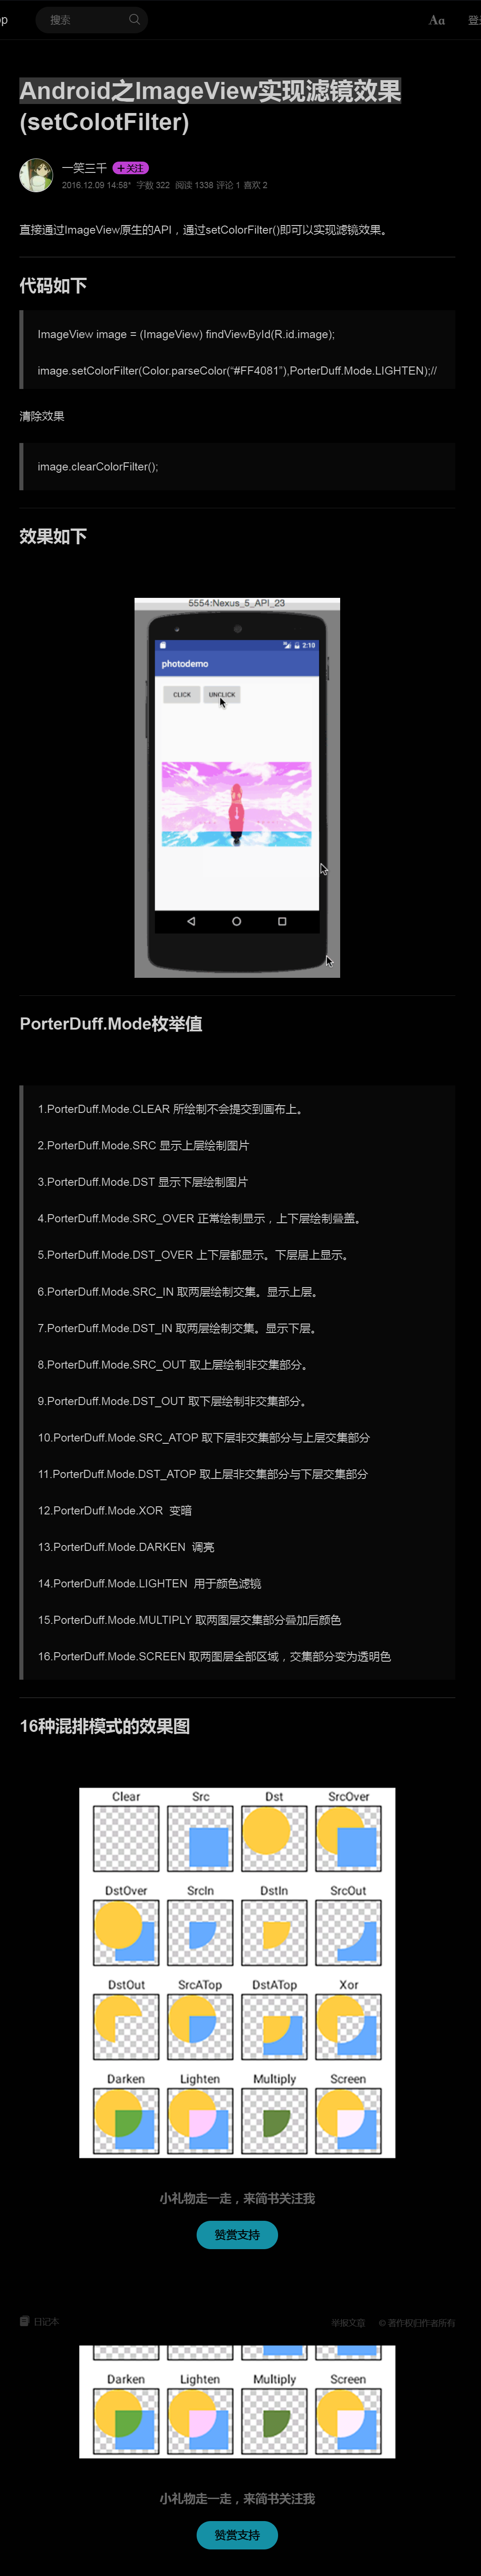 op
搜索
Aa
登
Android之ImageView实现滤镜效果
(setColotFilter)
一笑三千
+关注
2016.12.09 14:58* 字数 322 阅读 1338 评论 1 喜欢 2
直接通过ImageView原生的API，通过setColorFilter()即可以实现滤镜效果。
代码如下
ImageView image = (ImageView) findViewById(R.id.image);
image.setColorFilter(Color.parseColor(“#FF4081”),PorterDuff.Mode.LIGHTEN);//
清除效果
image.clearColorFilter();
效果如下
5554:Nexus_5_API_23
2:10
photodemo
CLICK UNCLICK
PorterDuff.Mode枚举值
1.PorterDuff.Mode.CLEAR 所绘制不会提交到画布上。
2.PorterDuff.Mode.SRC 显示上层绘制图片
3.PorterDuff.Mode.DST 显示下层绘制图片
4.PorterDuff.Mode.SRC_OVER 正常绘制显示，上下层绘制叠盖。
5.PorterDuff.Mode.DST_OVER 上下层都显示。下层居上显示。
6.PorterDuff.Mode.SRC_IN 取两层绘制交集。显示上层。
7.PorterDuff.Mode.DST_IN 取两层绘制交集。显示下层。
8.PorterDuff.Mode.SRC_OUT 取上层绘制非交集部分。
9.PorterDuff.Mode.DST_OUT 取下层绘制非交集部分。
10.PorterDuff.Mode.SRC_ATOP 取下层非交集部分与上层交集部分
11.PorterDuff.Mode.DST_ATOP 取上层非交集部分与下层交集部分
12.PorterDuff.Mode.XOR 变暗
13.PorterDuff.Mode.DARKEN 调亮
14.PorterDuff.Mode.LIGHTEN 用于颜色滤镜
15.PorterDuff.Mode.MULTIPLY 取两图层交集部分叠加后颜色
16.PorterDuff.Mode.SCREEN 取两图层全部区域，交集部分变为透明色
16种混排模式的效果图
Clear Src Dst SrcOver
DstOver SrcIn DstIn SrcOut
DstOut SrcATop DstATop Xor
Darken Lighten Multiply Screen
小礼物走一走，来简书关注我
赞赏支持
日记本
举报文章 © 著作权归作者所有
Darken Lighten Multiply Screen
小礼物走一走，来简书关注我
赞赏支持